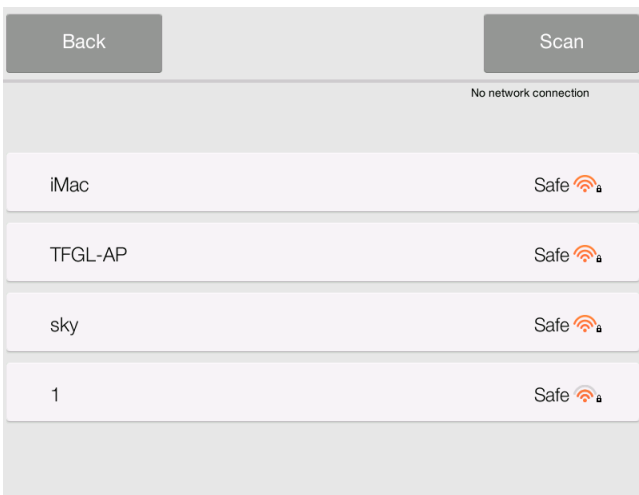 Back Scan
No network connection
iMac Safe
TFGL-AP Safe
sky Safe
1 Safe